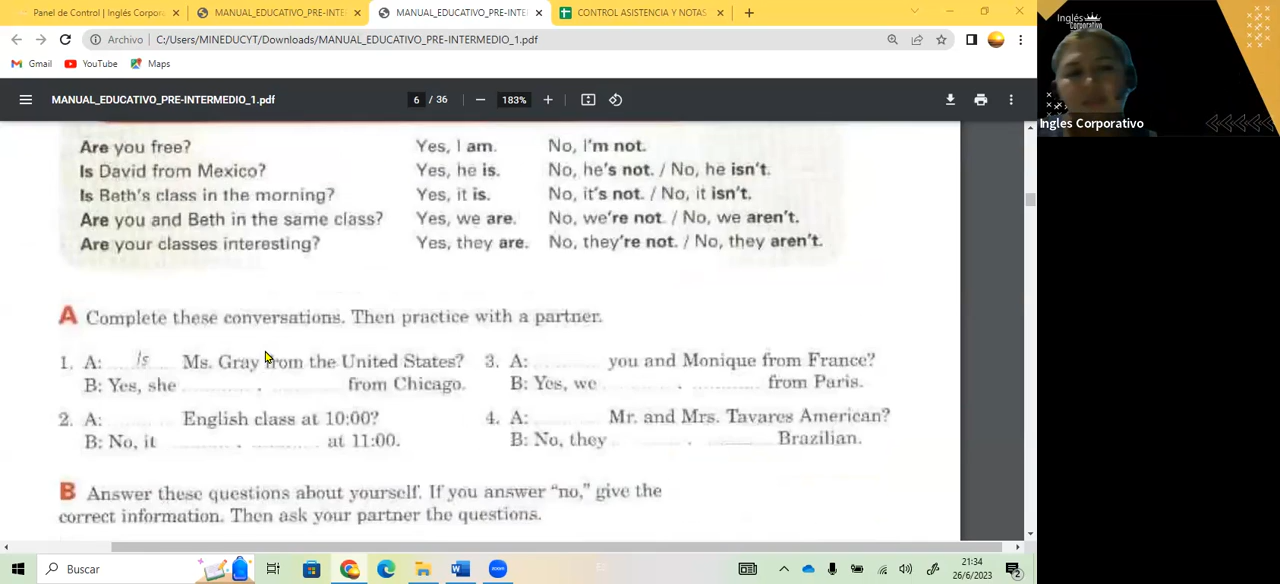 Panel de Control | Inglés Corpora
MANUAL_EDUCATIVO_PRE-INTER
MANUAL_EDUCATIVO_PRE-INTER
CONTROL ASISTENCIA Y NOTAS
Archivo
C:/Users/MINEDUCYT/Downloads/MANUAL_EDUCATIVO_PRE-INTERMEDIO_1.pdf
Gmail
YouTube
Maps
MANUAL_EDUCATIVO_PRE-INTERMEDIO_1.pdf
6 / 36
183%
Are you free? Yes, I am. No, I'm not.
Is David from Mexico? Yes, he is. No, he's not. / No, he isn't.
Is Beth's class in the morning? Yes, it is. No, it's not. / No, it isn't.
Are you and Beth in the same class? Yes, we are. No, we're not. / No, we aren't.
Are your classes interesting? Yes, they are. No, they're not. / No, they aren't.
A Complete these conversations. Then practice with a partner.
1. A: Is Ms. Gray from the United States?
B: Yes, she ........ . ........ from Chicago.
2. A: ........ English class at 10:00?
B: No, it ........ . ........ at 11:00.
3. A: ........ you and Monique from France?
B: Yes, we ........ . ........ from Paris.
4. A: ........ Mr. and Mrs. Tavares American?
B: No, they ........ . ........ Brazilian.
B Answer these questions about yourself. If you answer "no," give the
correct information. Then ask your partner the questions.
Buscar
zoom
21:34
26/6/2023
2
Inglés
Corporativo
Ingles Corporativo